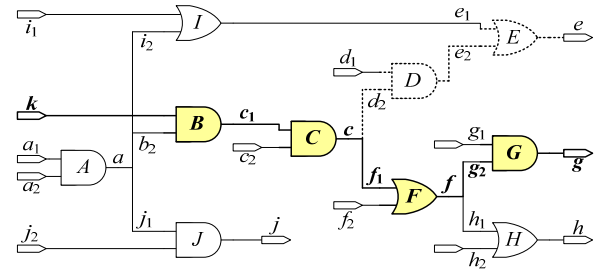 i1 I e1 E e
i2 e2
d1 D
d2
k B c1 C c g1 G g
a1 A a b2 c2 g2
a2 f1 F f
f2
j1 J j h1 H h
j2 h2